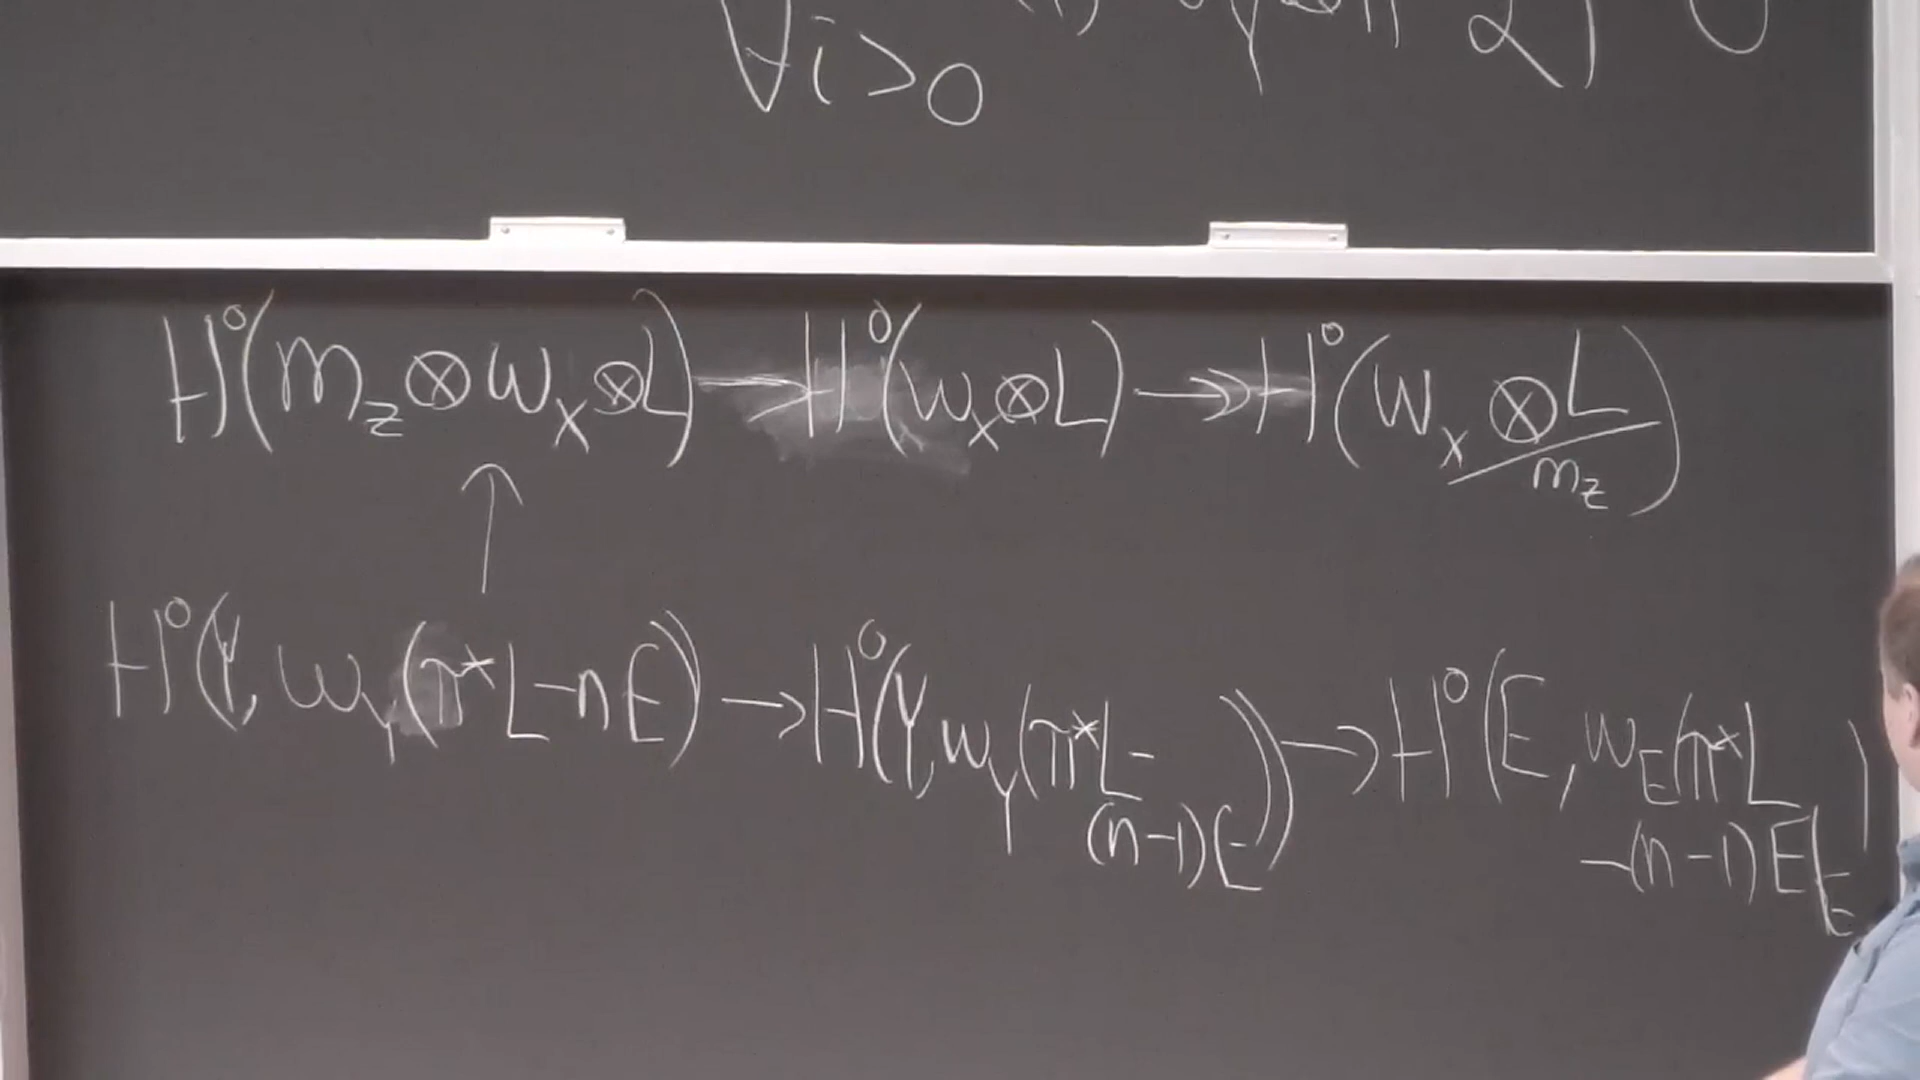 ∀i>0
H⁰(m_z⊗ω_X⊗L) → H⁰(ω_X⊗L) ↠ H⁰(ω_X⊗L/m_z)
↑
H⁰(Y, ω_Y(π*L-nE)) → H⁰(Y, ω_Y(π*L-(n-1)E)) → H⁰(E, ω_E(π*L-(n-1)E|_E)